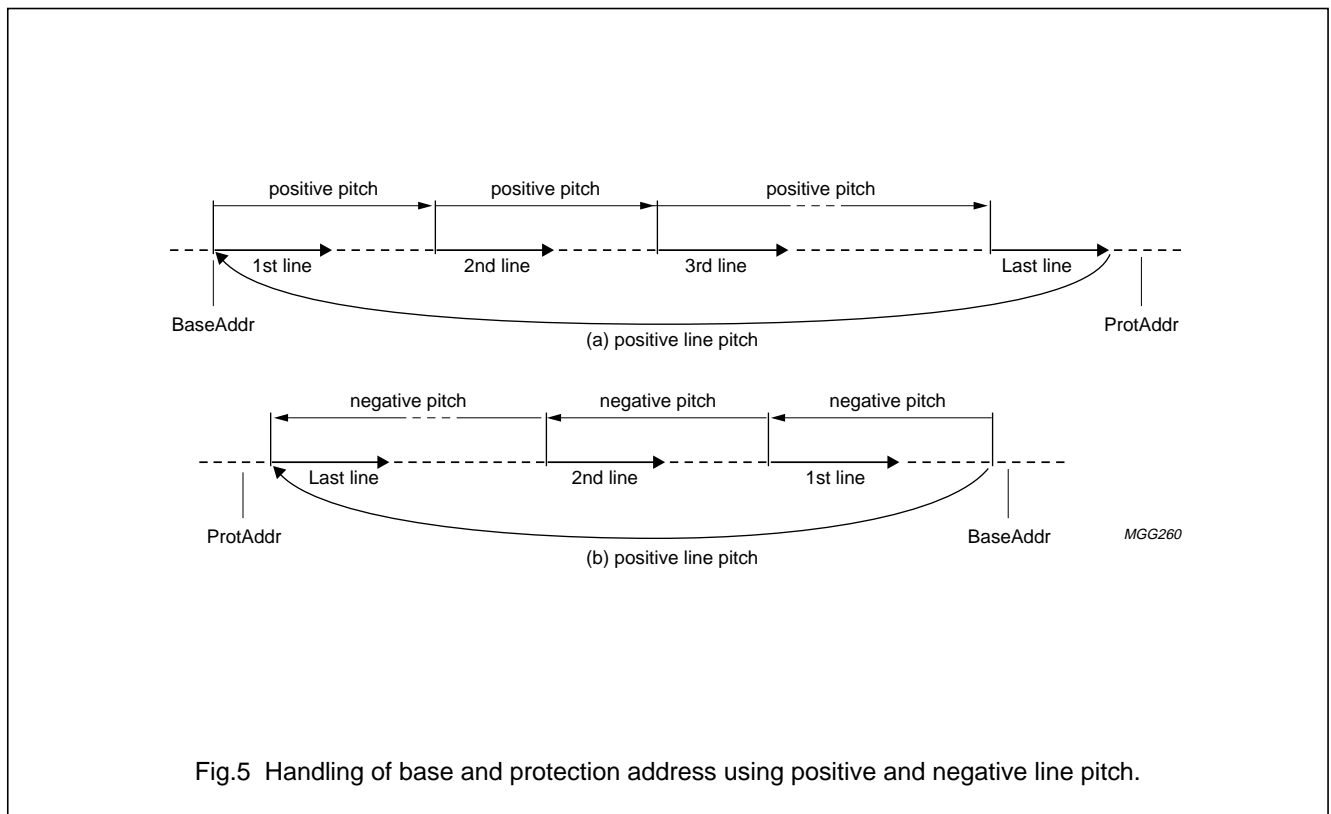 positive pitch positive pitch positive pitch
1st line 2nd line 3rd line Last line
BaseAddr ProtAddr
(a) positive line pitch
negative pitch negative pitch negative pitch
Last line 2nd line 1st line
ProtAddr BaseAddr MGG260
(b) positive line pitch
Fig.5 Handling of base and protection address using positive and negative line pitch.